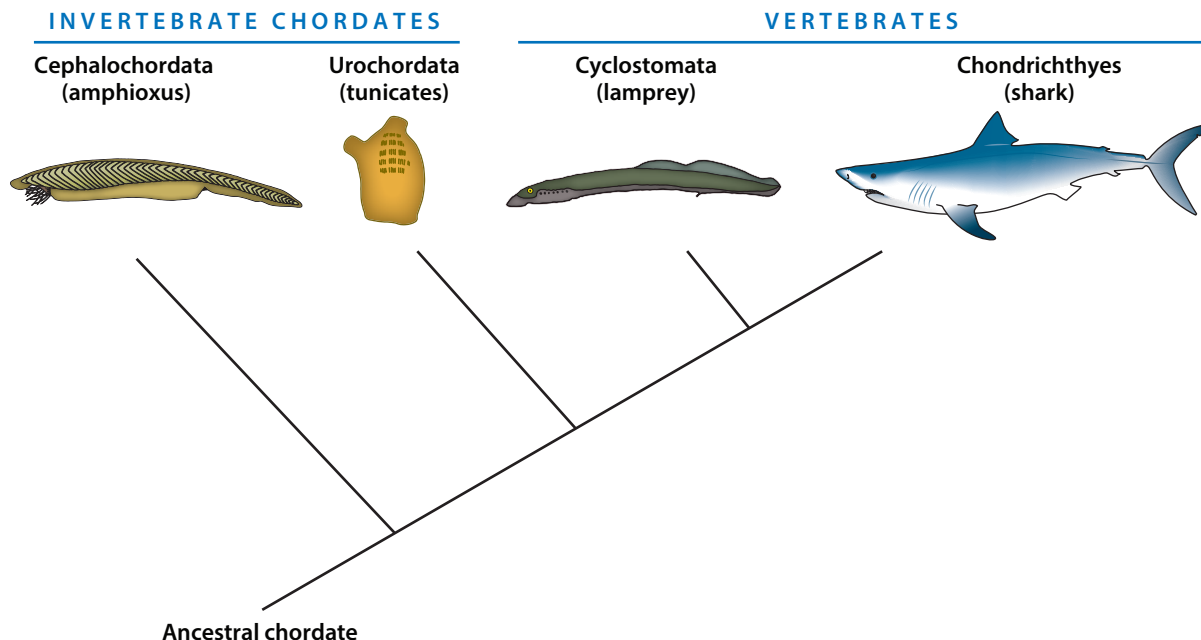 INVERTEBRATE CHORDATES
VERTEBRATES
Cephalochordata
(amphioxus)
Urochordata
(tunicates)
Cyclostomata
(lamprey)
Chondrichthyes
(shark)
Ancestral chordate